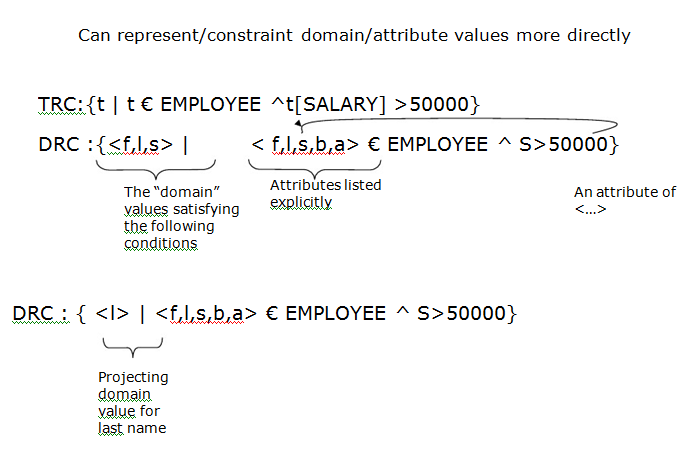 Can represent/constraint domain/attribute values more directly
TRC:{t | t € EMPLOYEE ^t[SALARY] >50000}
DRC :{<f,l,s> | < f,l,s,b,a> € EMPLOYEE ^ S>50000}
The "domain"
values satisfying
the following
conditions
Attributes listed
explicitly
An attribute of
<...>
DRC : { <l> | <f,l,s,b,a> € EMPLOYEE ^ S>50000}
Projecting
domain
value for
last name